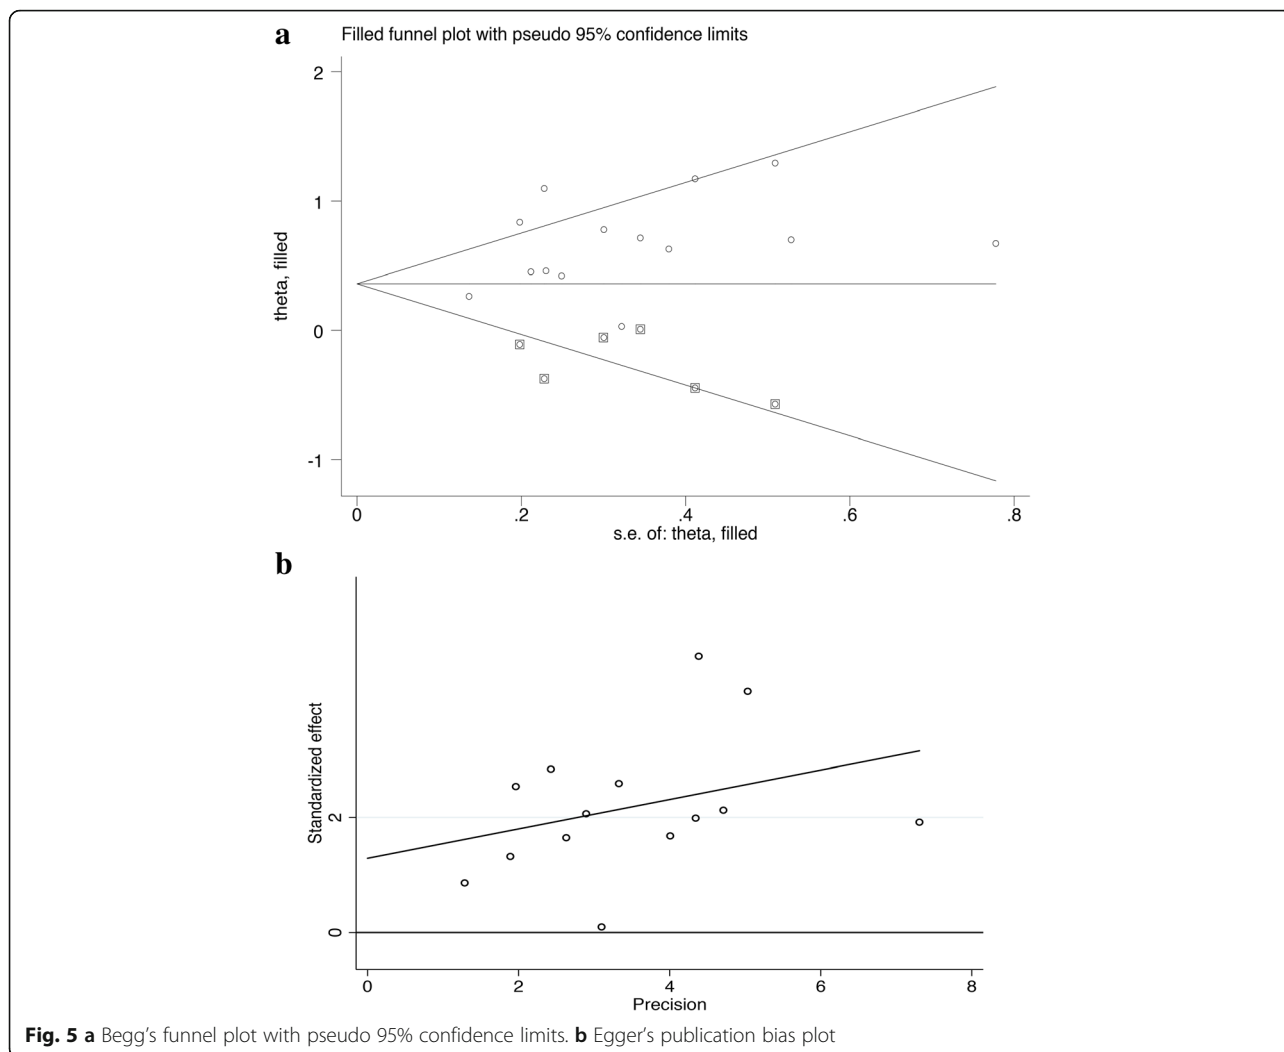 a
Filled funnel plot with pseudo 95% confidence limits
2
1
0
-1
theta, filled
0 .2 .4 .6 .8
s.e. of: theta, filled
b
Standardized effect
2
0
0 2 4 6 8
Precision
Fig. 5 a Begg's funnel plot with pseudo 95% confidence limits. b Egger's publication bias plot